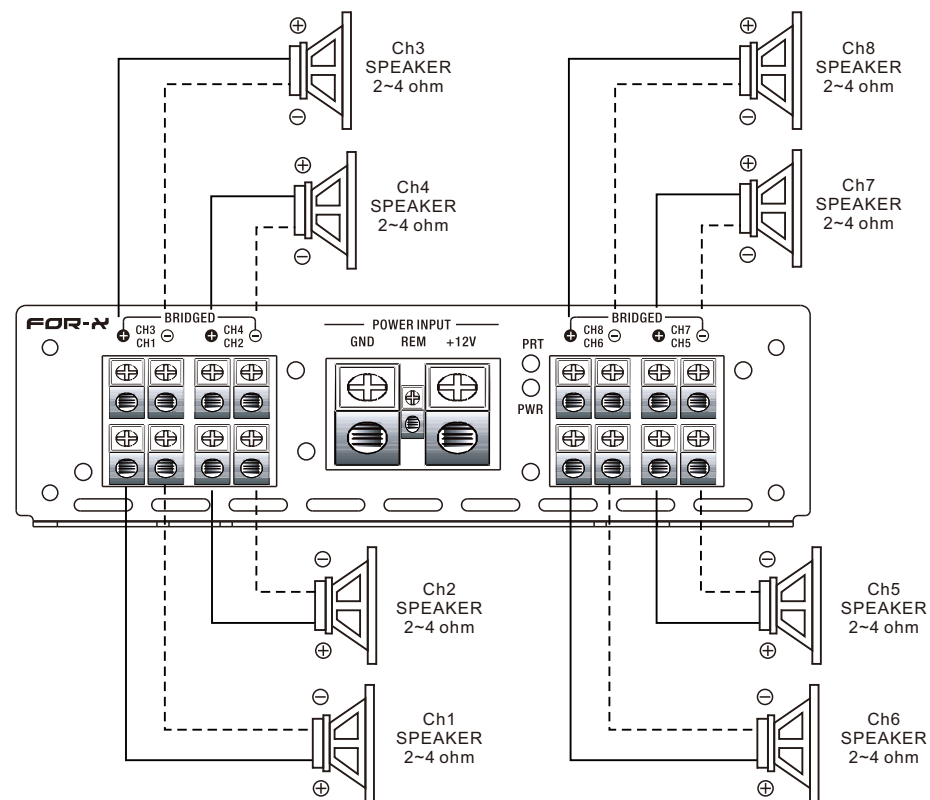 Ch3
SPEAKER
2~4 ohm
Ch8
SPEAKER
2~4 ohm
Ch4
SPEAKER
2~4 ohm
Ch7
SPEAKER
2~4 ohm
FOR-X
BRIDGED
CH3
CH1
CH4
CH2
POWER INPUT
GND REM +12V
PRT
PWR
BRIDGED
CH8
CH6
CH7
CH5
Ch2
SPEAKER
2~4 ohm
Ch5
SPEAKER
2~4 ohm
Ch1
SPEAKER
2~4 ohm
Ch6
SPEAKER
2~4 ohm